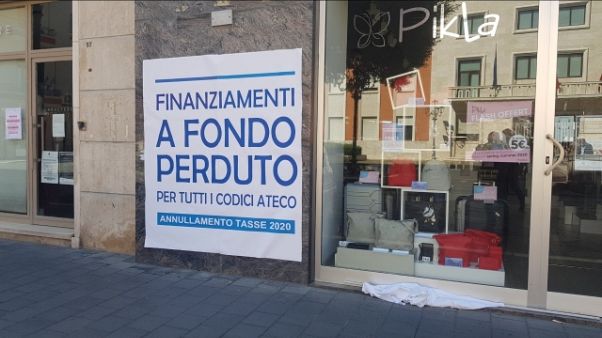 PikLa
FINANZIAMENTI
A FONDO
PERDUTO
PER TUTTI I CODICI ATECO
ANNULLAMENTO TASSE 2020
FLASH OFFERT